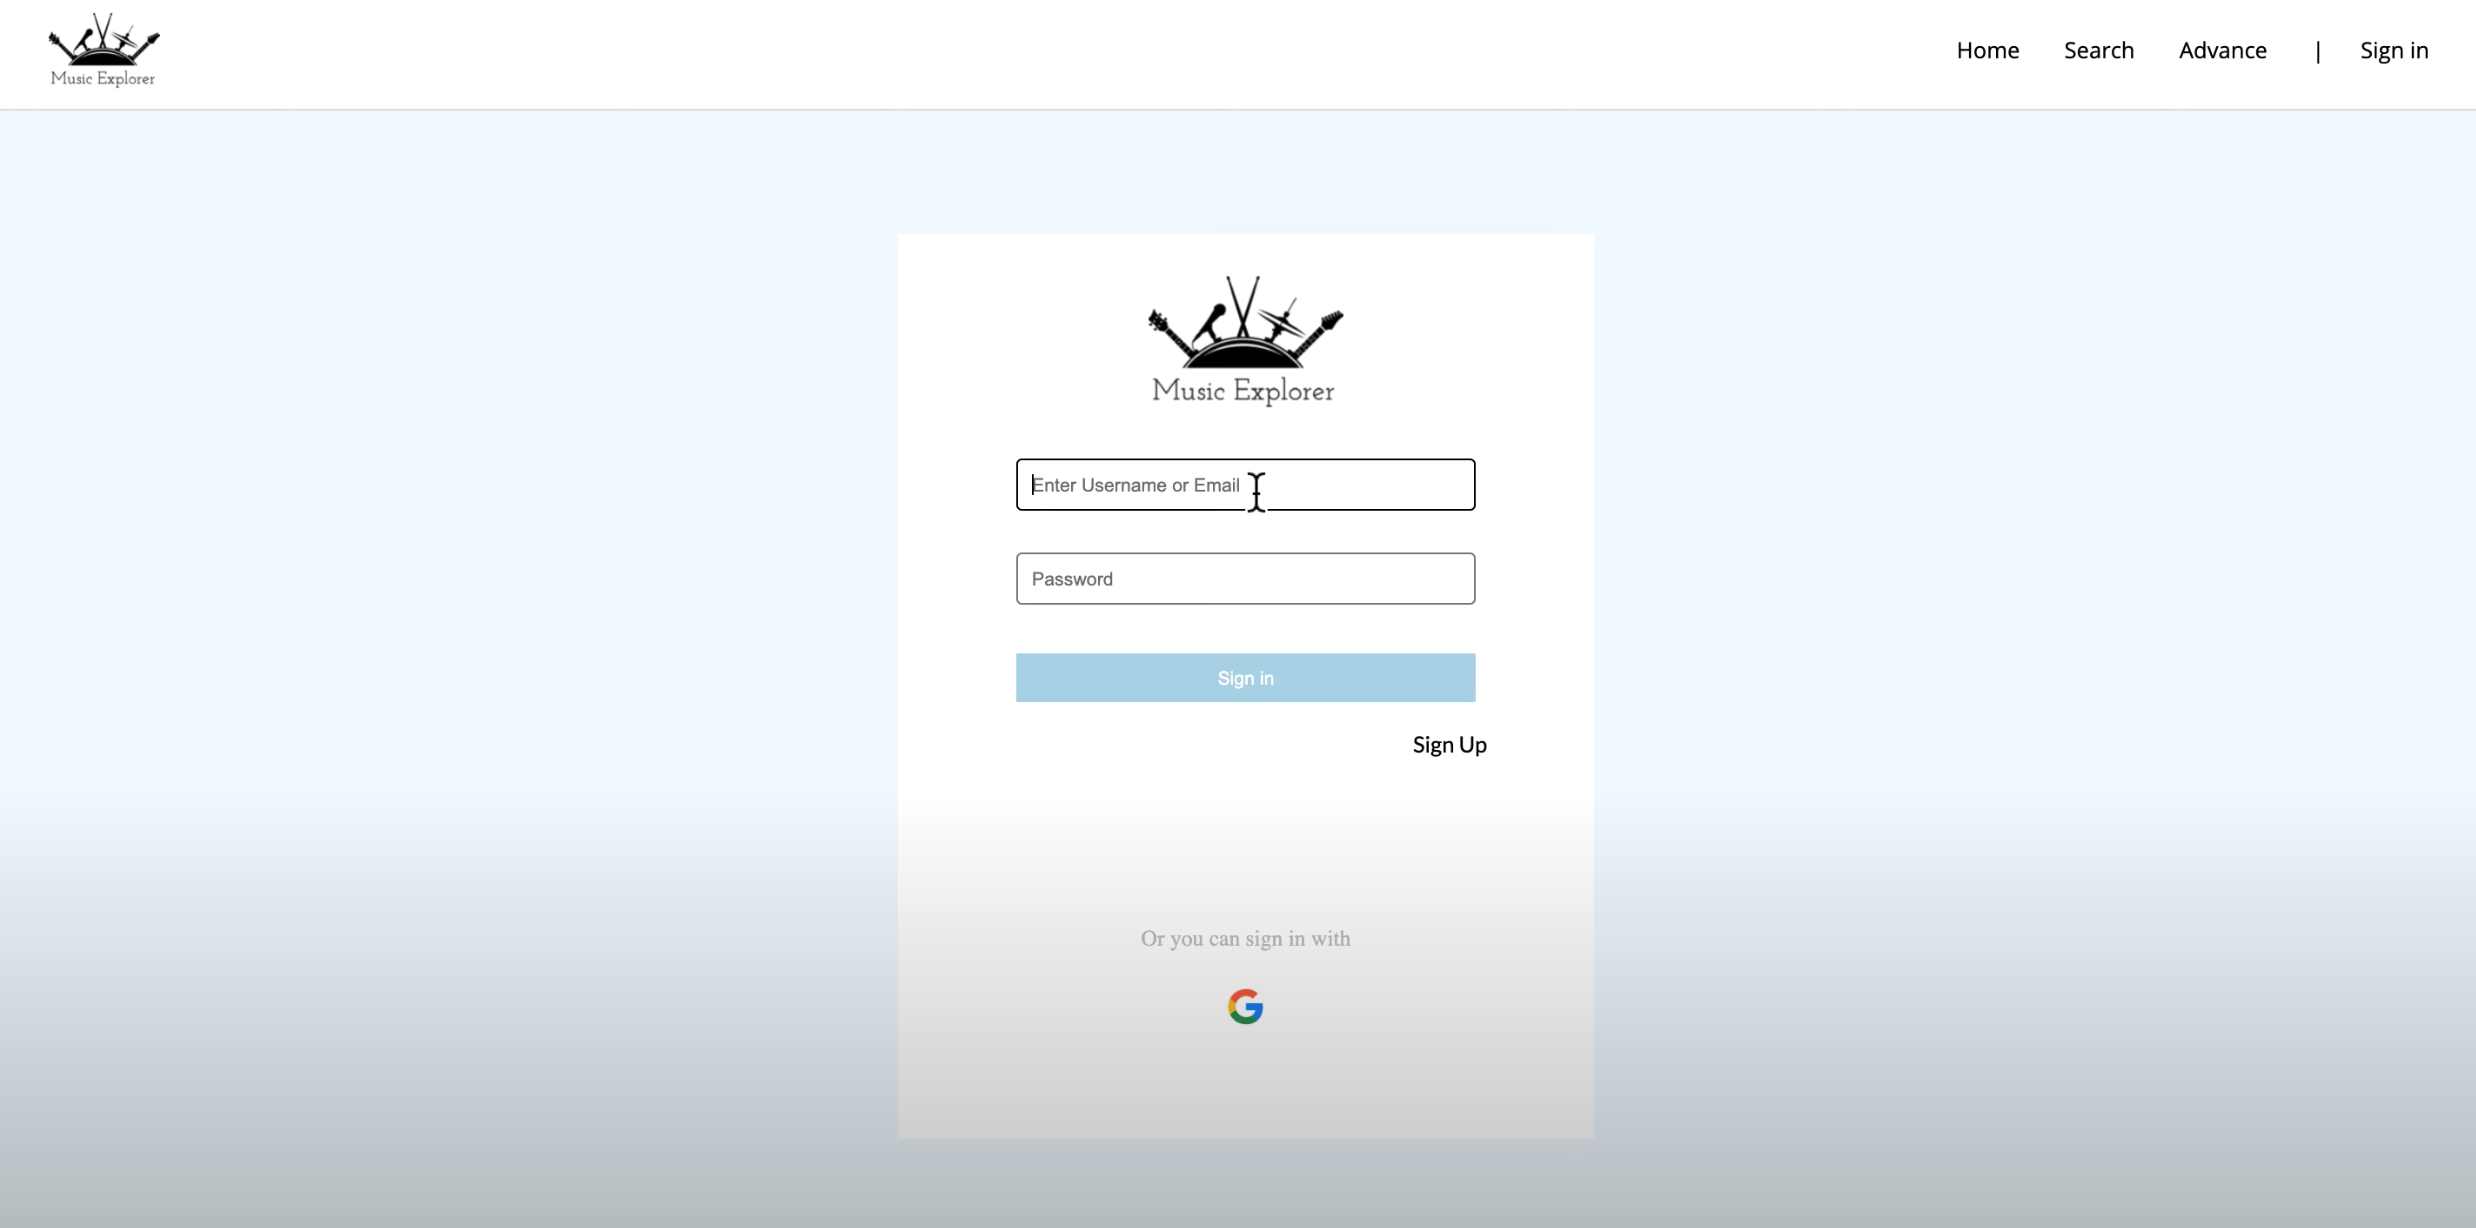 Music Explorer
Home Search Advance | Sign in
Music Explorer
Enter Username or Email
Password
Sign in
Sign Up
Or you can sign in with
G